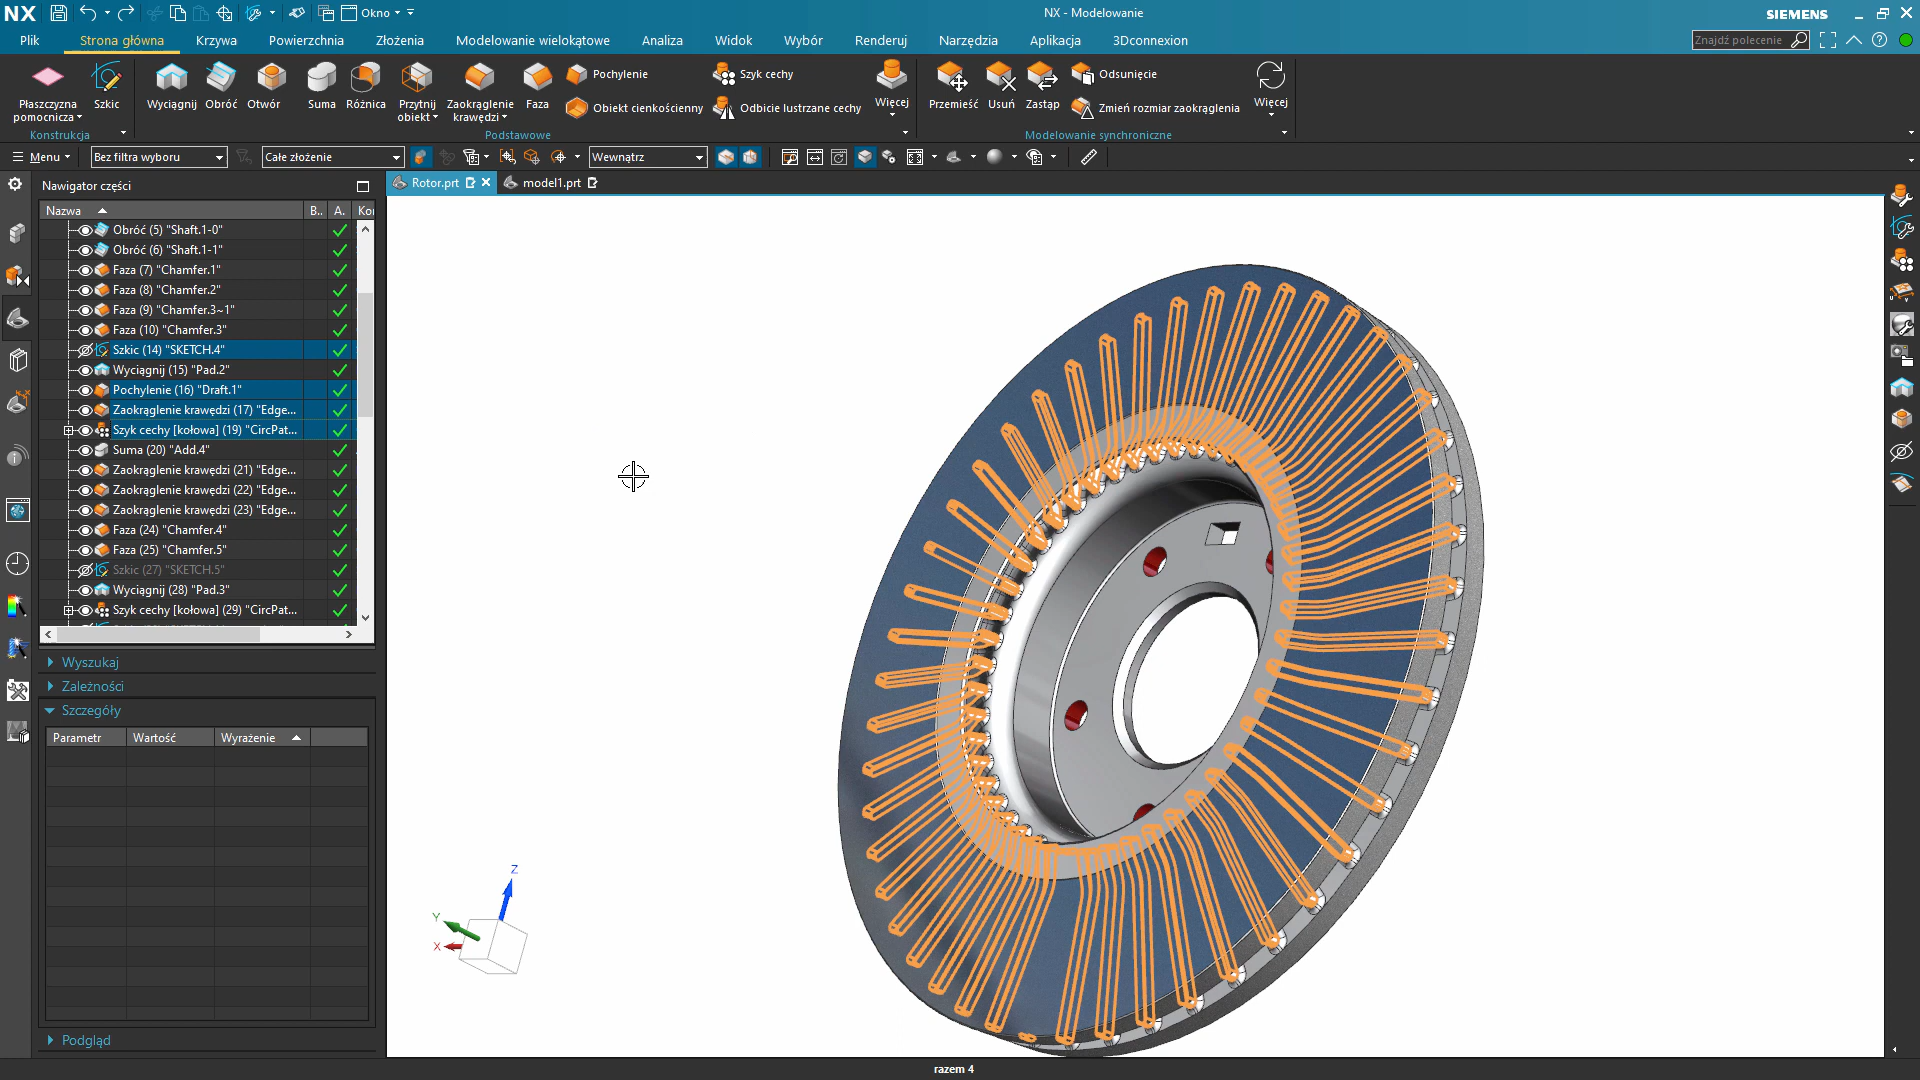 NX
Okno
NX - Modelowanie
SIEMENS
Plik
Strona główna
Krzywa
Powierzchnia
Złożenia
Modelowanie wielokątowe
Analiza
Widok
Wybór
Renderuj
Narzędzia
Aplikacja
3Dconnexion
Znajdź polecenie
Płaszczyzna pomocnicza
Szkic
Wyciągnij
Obróć
Otwór
Suma
Różnica
Przytnij obiekt
Zaokrąglenie krawędzi
Faza
Pochylenie
Obiekt cienkościenny
Szyk cechy
Odbicie lustrzane cechy
Więcej
Przemieść
Usuń
Zastąp
Odsunięcie
Zmień rozmiar zaokrąglenia
Więcej
Konstrukcja
Podstawowe
Modelowanie synchroniczne
Menu
Bez filtra wyboru
Całe złożenie
Wewnątrz
Nawigator części
Rotor.prt
model1.prt
Nazwa B.. A. Ko
Obróć (5) "Shaft.1-0"
Obróć (6) "Shaft.1-1"
Faza (7) "Chamfer.1"
Faza (8) "Chamfer.2"
Faza (9) "Chamfer.3~1"
Faza (10) "Chamfer.3"
Szkic (14) "SKETCH.4"
Wyciągnij (15) "Pad.2"
Pochylenie (16) "Draft.1"
Zaokrąglenie krawędzi (17) "Edge...
Szyk cechy [kołowa] (19) "CircPat...
Suma (20) "Add.4"
Zaokrąglenie krawędzi (21) "Edge...
Zaokrąglenie krawędzi (22) "Edge...
Zaokrąglenie krawędzi (23) "Edge...
Faza (24) "Chamfer.4"
Faza (25) "Chamfer.5"
Szkic (27) "SKETCH.5"
Wyciągnij (28) "Pad.3"
Szyk cechy [kołowa] (29) "CircPat...
Wyszukaj
Zależności
Szczegóły
Parametr Wartość Wyrażenie
Podgląd
Z
Y
X
razem 4